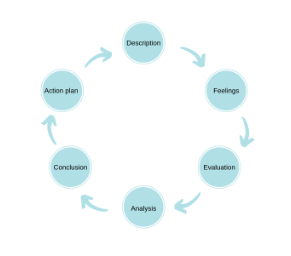 Description
Feelings
Evaluation
Analysis
Conclusion
Action plan